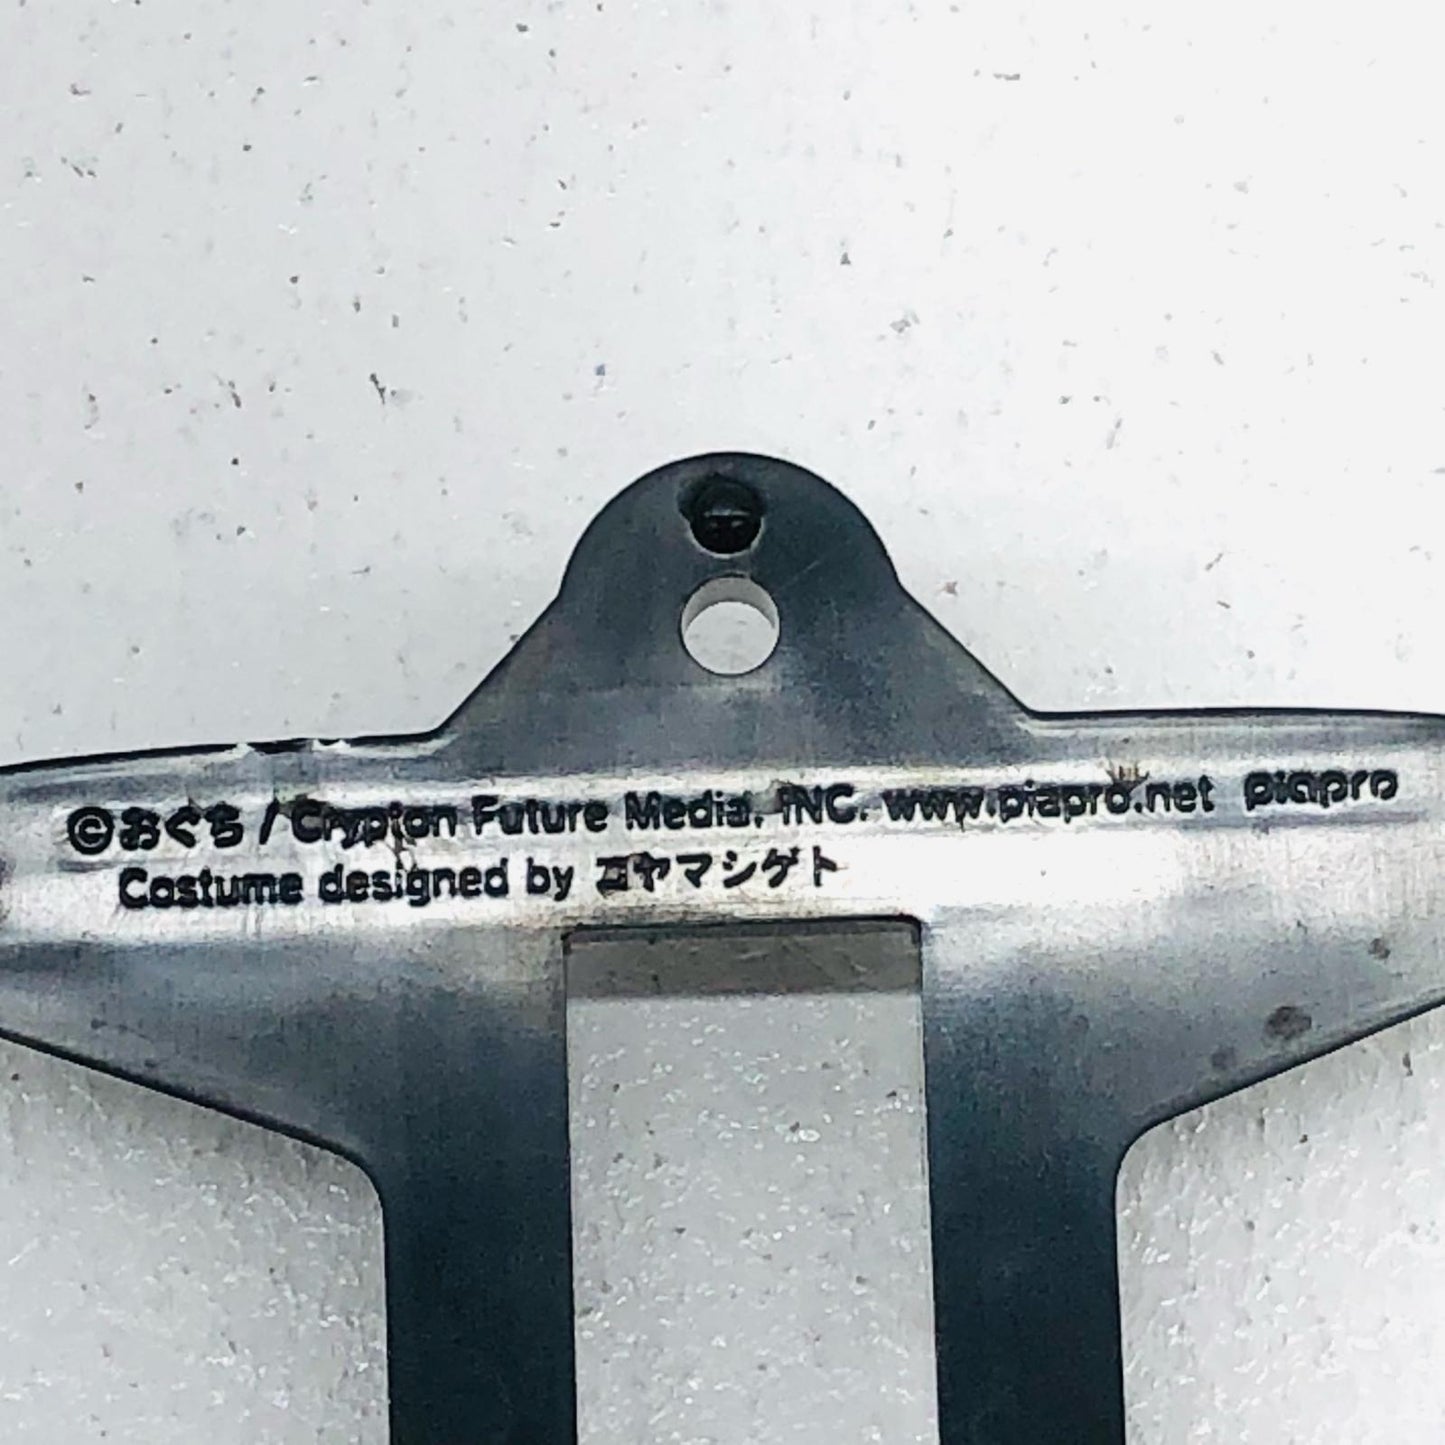 ©おぐち / Crypton Future Media, INC. www.piapro.net piapro
Costume designed by コヤマシゲト